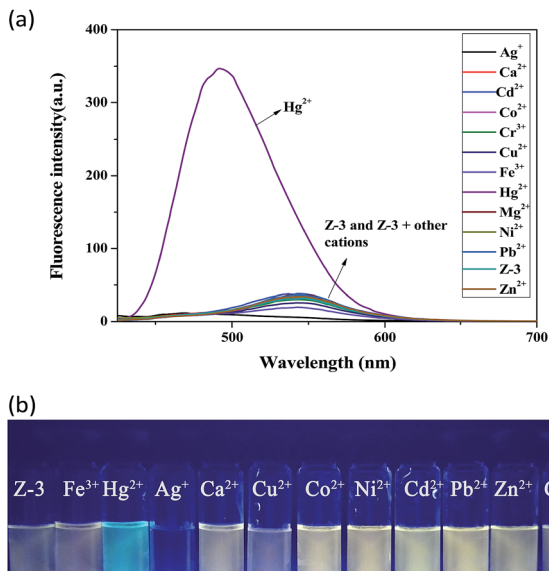 (a)
400
300
200
100
0
Fluorescence intensity(a.u.)
Hg²⁺
Z-3 and Z-3 + other
cations
Ag⁺
Ca²⁺
Cd²⁺
Co²⁺
Cr³⁺
Cu²⁺
Fe³⁺
Hg²⁺
Mg²⁺
Ni²⁺
Pb²⁺
Z-3
Zn²⁺
500 600 700
Wavelength (nm)
(b)
Z-3 Fe³⁺ Hg²⁺ Ag⁺ Ca²⁺ Cu²⁺ Co²⁺ Ni²⁺ Cd²⁺ Pb²⁺ Zn²⁺